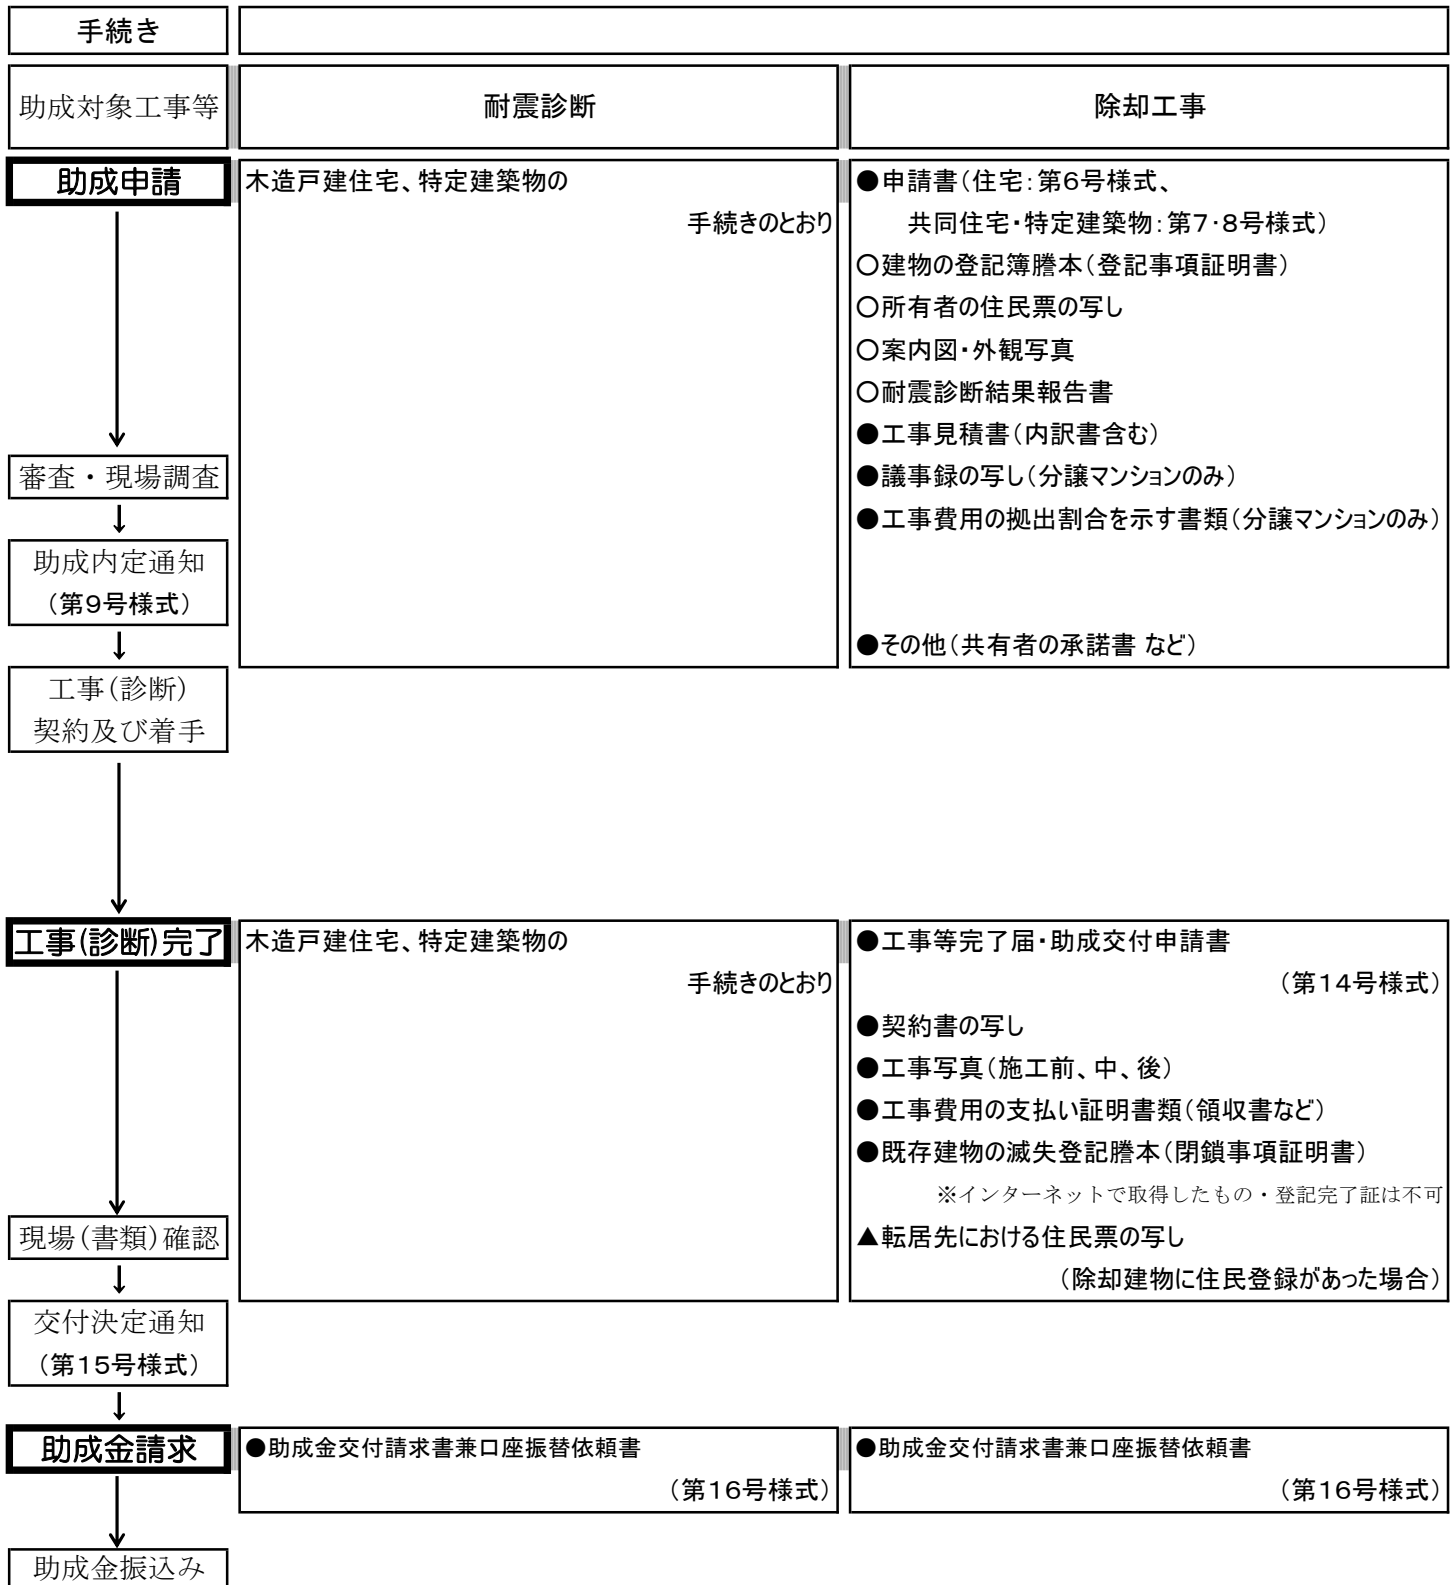 手続き
助成対象工事等
耐震診断
除却工事
助成申請
木造戸建住宅、特定建築物の
手続きのとおり
●申請書(住宅:第6号様式、
共同住宅・特定建築物:第7・8号様式)
○建物の登記簿謄本(登記事項証明書)
○所有者の住民票の写し
○案内図・外観写真
○耐震診断結果報告書
●工事見積書(内訳書含む)
●議事録の写し(分譲マンションのみ)
●工事費用の拠出割合を示す書類(分譲マンションのみ)
●その他(共有者の承諾書 など)
審査・現場調査
助成内定通知
(第9号様式)
工事(診断)
契約及び着手
工事(診断)完了
木造戸建住宅、特定建築物の
手続きのとおり
●工事等完了届・助成交付申請書
(第14号様式)
●契約書の写し
●工事写真(施工前、中、後)
●工事費用の支払い証明書類(領収書など)
●既存建物の滅失登記謄本(閉鎖事項証明書)
※インターネットで取得したもの・登記完了証は不可
▲転居先における住民票の写し
(除却建物に住民登録があった場合)
現場(書類)確認
交付決定通知
(第15号様式)
助成金請求
●助成金交付請求書兼口座振替依頼書
(第16号様式)
●助成金交付請求書兼口座振替依頼書
(第16号様式)
助成金振込み